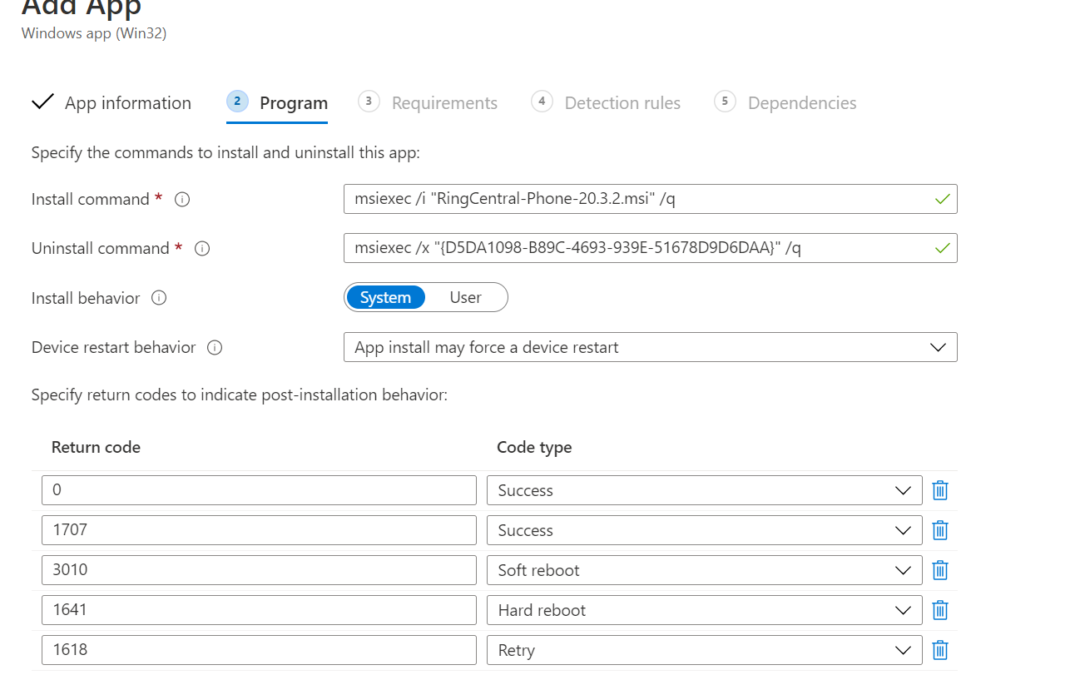 Add App
Windows app (Win32)
App information 2 Program 3 Requirements 4 Detection rules 5 Dependencies
Specify the commands to install and uninstall this app:
Install command * msiexec /i "RingCentral-Phone-20.3.2.msi" /q
Uninstall command * msiexec /x "{D5DA1098-B89C-4693-939E-51678D9D6DAA}" /q
Install behavior System User
Device restart behavior App install may force a device restart
Specify return codes to indicate post-installation behavior:
Return code Code type
0 Success
1707 Success
3010 Soft reboot
1641 Hard reboot
1618 Retry